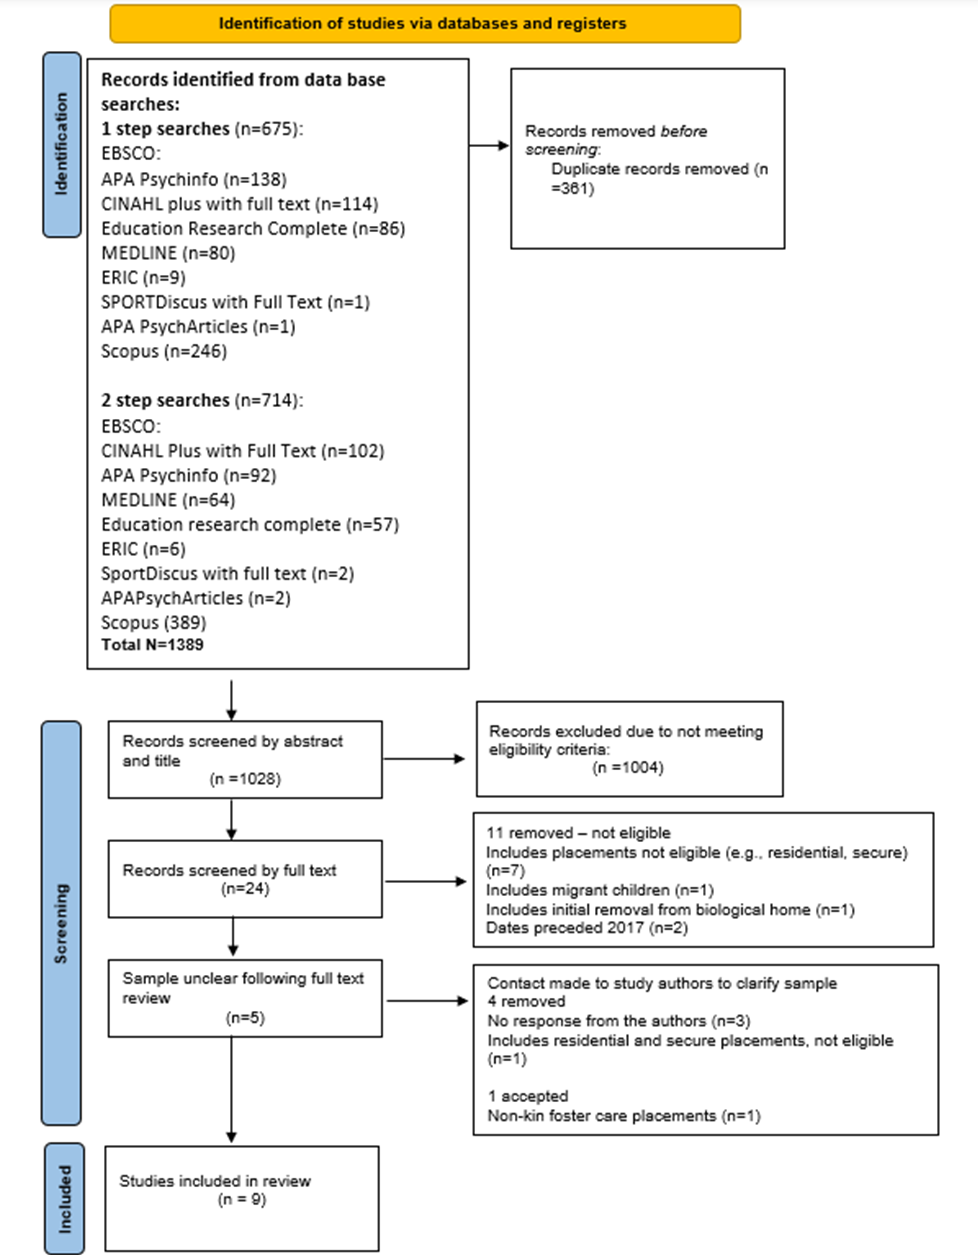 Identification of studies via databases and registers
Identification
Records identified from data base
searches:
1 step searches (n=675):
EBSCO:
APA Psychinfo (n=138)
CINAHL plus with full text (n=114)
Education Research Complete (n=86)
MEDLINE (n=80)
ERIC (n=9)
SPORTDiscus with Full Text (n=1)
APA PsychArticles (n=1)
Scopus (n=246)
2 step searches (n=714):
EBSCO:
CINAHL Plus with Full Text (n=102)
APA Psychinfo (n=92)
MEDLINE (n=64)
Education research complete (n=57)
ERIC (n=6)
SportDiscus with full text (n=2)
APAPsychArticles (n=2)
Scopus (389)
Total N=1389
Records removed before
screening:
Duplicate records removed (n
=361)
Screening
Records screened by abstract
and title
(n =1028)
Records excluded due to not meeting
eligibility criteria:
(n =1004)
Records screened by full text
(n=24)
11 removed – not eligible
Includes placements not eligible (e.g., residential, secure)
(n=7)
Includes migrant children (n=1)
Includes initial removal from biological home (n=1)
Dates preceded 2017 (n=2)
Sample unclear following full text
review
(n=5)
Contact made to study authors to clarify sample
4 removed
No response from the authors (n=3)
Includes residential and secure placements, not eligible
(n=1)
1 accepted
Non-kin foster care placements (n=1)
Included
Studies included in review
(n = 9)